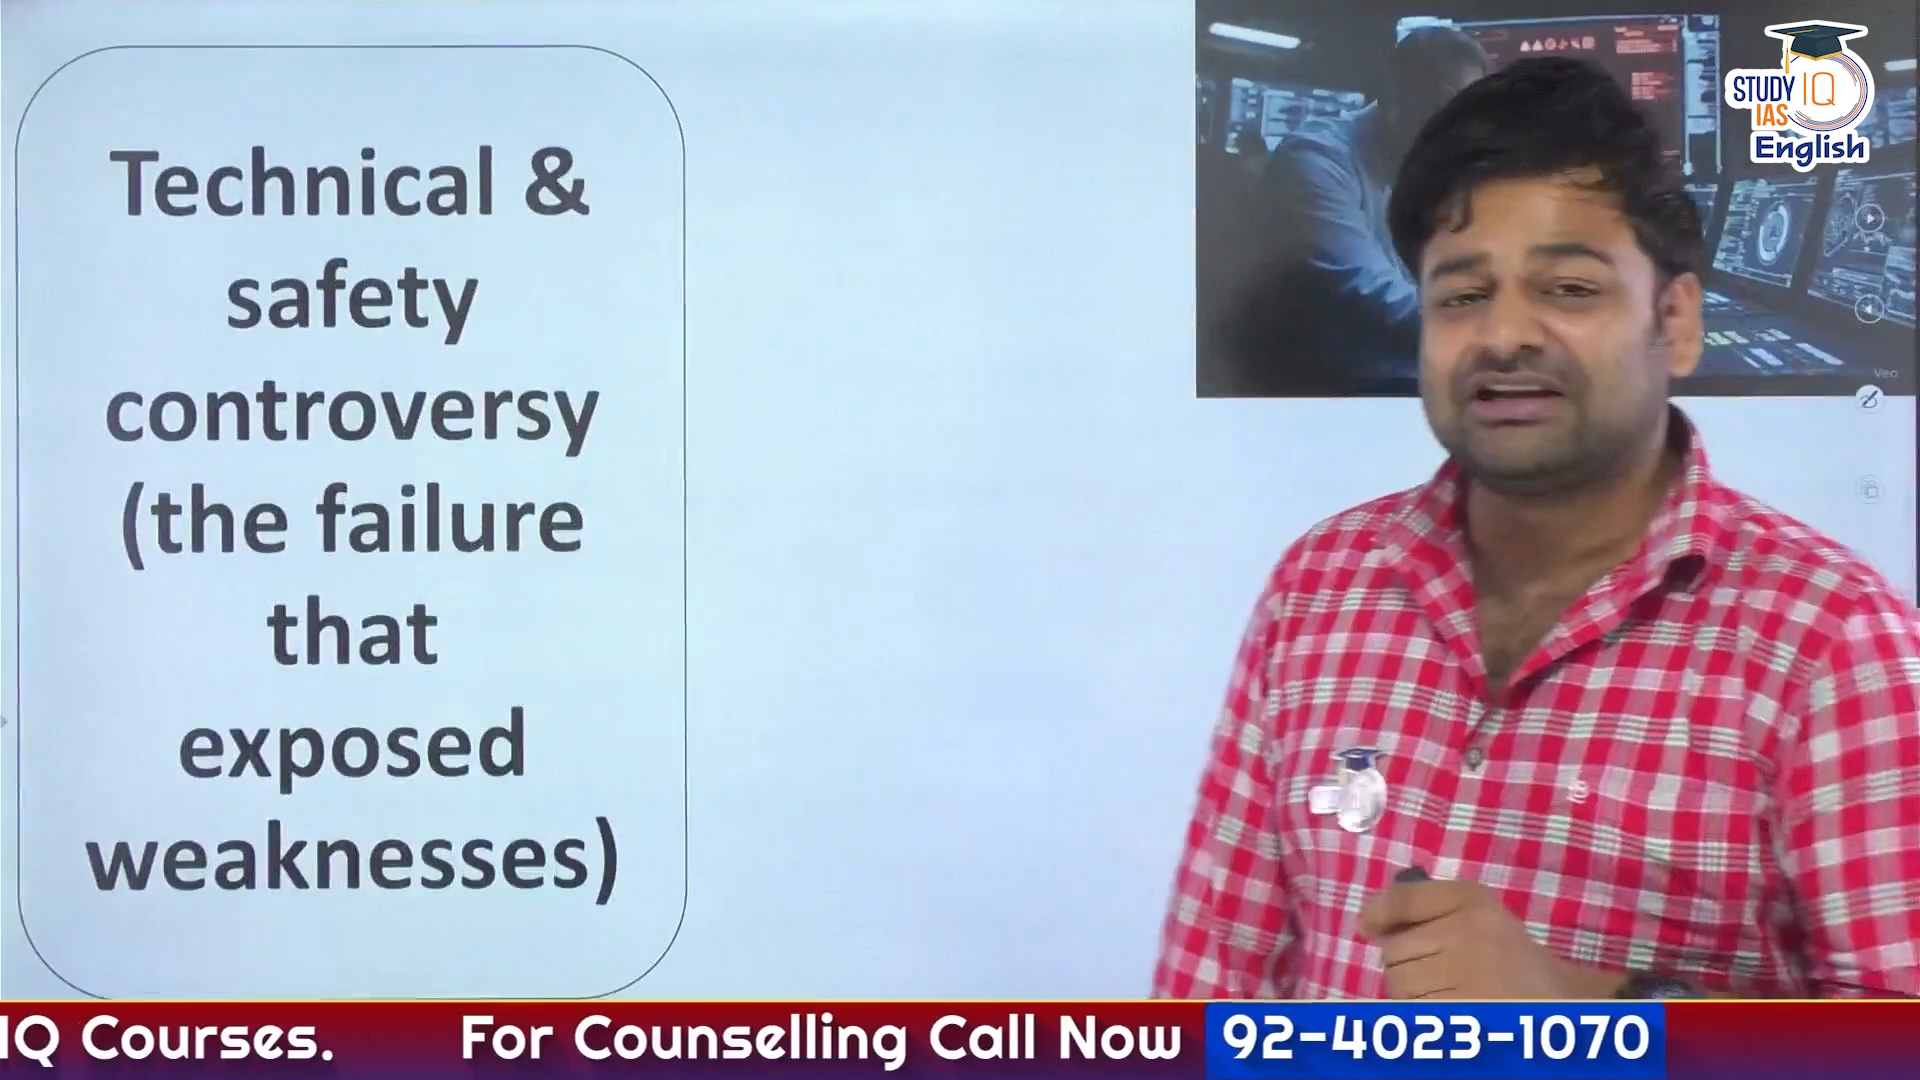 Technical &
safety
controversy
(the failure
that
exposed
weaknesses)
STUDY IQ
IAS
English
Veo
IQ Courses.
For Counselling Call Now 92-4023-1070